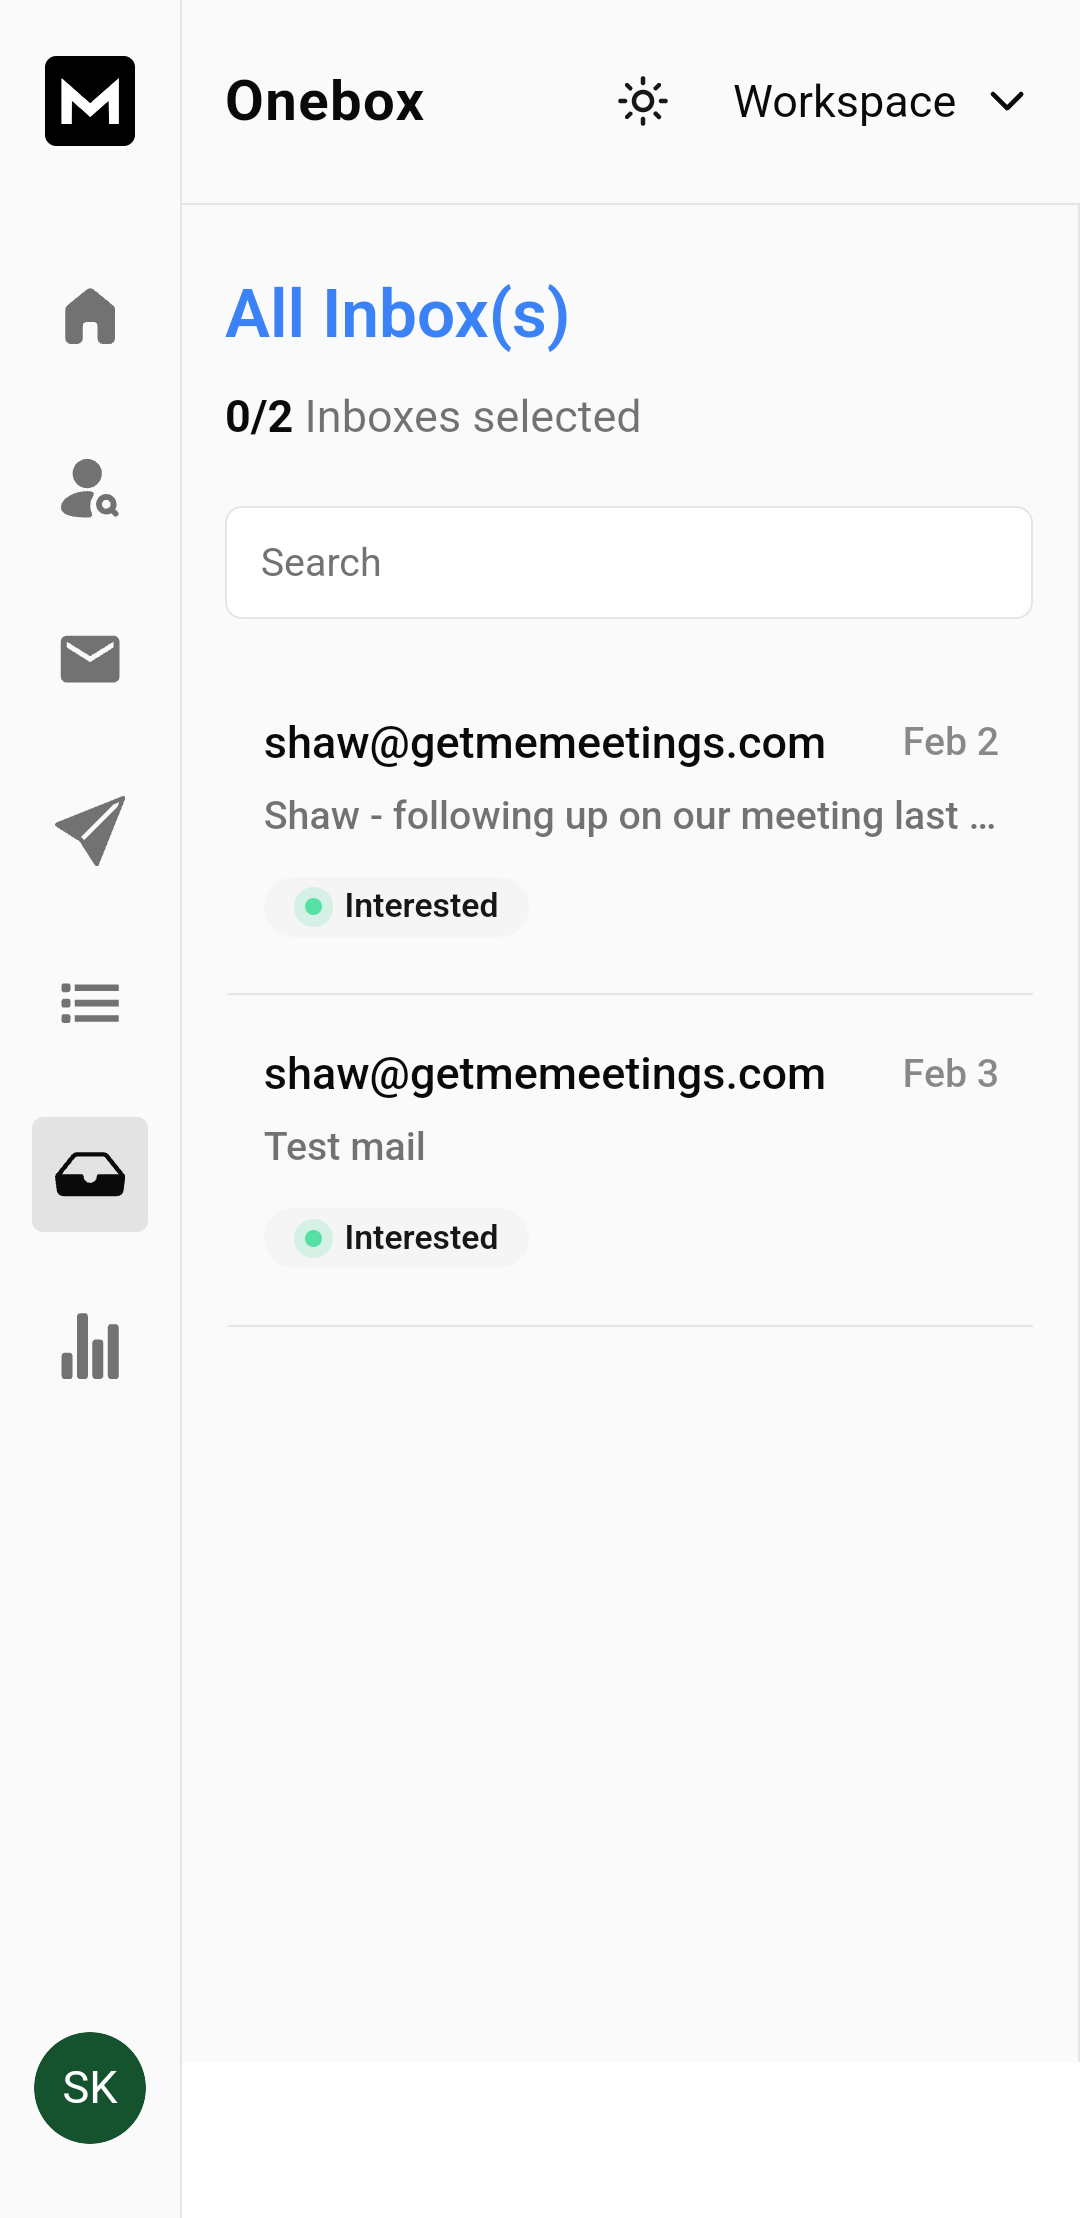 M
Onebox
Workspace
All Inbox(s)
0/2 Inboxes selected
Search
shaw@getmemeetings.com Feb 2
Shaw - following up on our meeting last ...
Interested
shaw@getmemeetings.com Feb 3
Test mail
Interested
SK